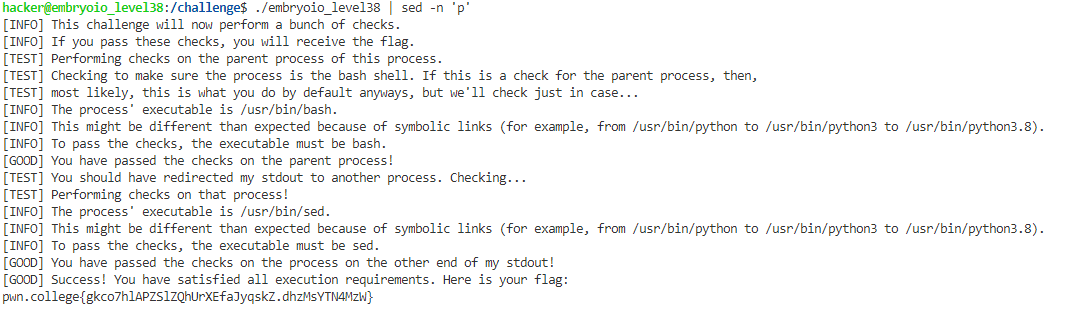 hacker@embryoio_level38:/challenge$ ./embryoio_level38 | sed -n 'p'
[INFO] This challenge will now perform a bunch of checks.
[INFO] If you pass these checks, you will receive the flag.
[TEST] Performing checks on the parent process of this process.
[TEST] Checking to make sure the process is the bash shell. If this is a check for the parent process, then,
[TEST] most likely, this is what you do by default anyways, but we'll check just in case...
[INFO] The process' executable is /usr/bin/bash.
[INFO] This might be different than expected because of symbolic links (for example, from /usr/bin/python to /usr/bin/python3 to /usr/bin/python3.8).
[INFO] To pass the checks, the executable must be bash.
[GOOD] You have passed the checks on the parent process!
[TEST] You should have redirected my stdout to another process. Checking...
[TEST] Performing checks on that process!
[INFO] The process' executable is /usr/bin/sed.
[INFO] This might be different than expected because of symbolic links (for example, from /usr/bin/python to /usr/bin/python3 to /usr/bin/python3.8).
[INFO] To pass the checks, the executable must be sed.
[GOOD] You have passed the checks on the process on the other end of my stdout!
[GOOD] Success! You have satisfied all execution requirements. Here is your flag:
pwn.college{gkco7hlAPZSlZQhUrXEfaJyqskZ.dhzMsYTN4MzW}